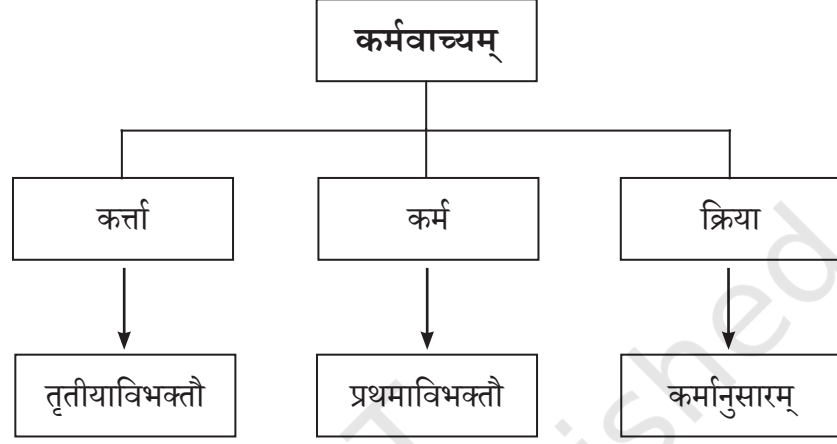 कर्मवाच्यम्
कर्त्ता कर्म क्रिया
तृतीयाविभक्तौ प्रथमाविभक्तौ कर्मानुसारम्